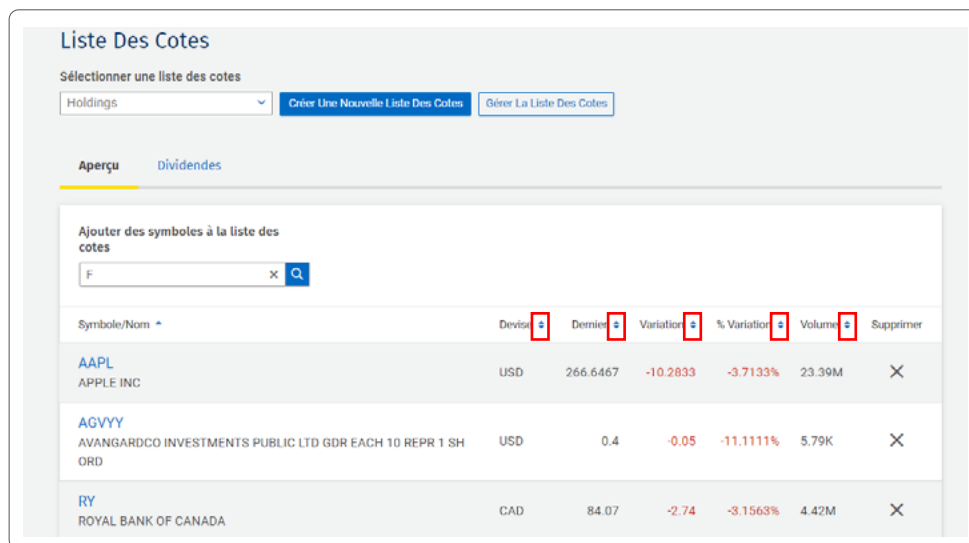 Liste Des Cotes
Sélectionner une liste des cotes
Holdings
Créer Une Nouvelle Liste Des Cotes
Gérer La Liste Des Cotes
Aperçu Dividendes
Ajouter des symboles à la liste des
cotes
F
Symbole/Nom Devise Dernier Variation % Variation Volume Supprimer
AAPL
APPLE INC
USD 266.6467 -10.2833 -3.7133% 23.39M
AGVYY
AVANGARDCO INVESTMENTS PUBLIC LTD GDR EACH 10 REPR 1 SH
ORD
USD 0.4 -0.05 -11.1111% 5.79K
RY
ROYAL BANK OF CANADA
CAD 84.07 -2.74 -3.1563% 4.42M